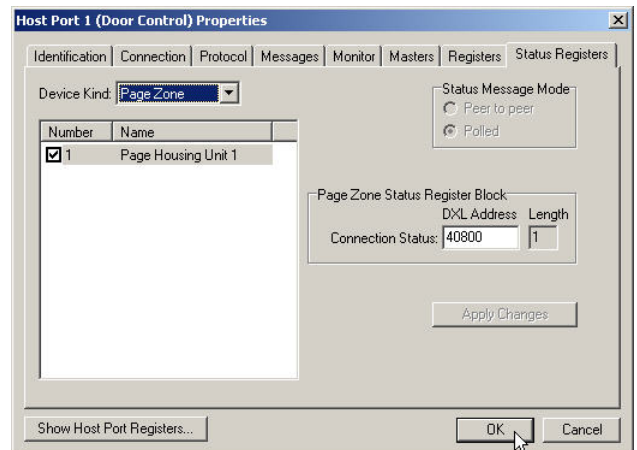 Host Port 1 (Door Control) Properties
Identification Connection Protocol Messages Monitor Masters Registers Status Registers
Device Kind: Page Zone
Status Message Mode
Peer to peer
Polled
Number Name
1 Page Housing Unit 1
Page Zone Status Register Block
DXL Address Length
Connection Status: 40800 1
Apply Changes
Show Host Port Registers... OK Cancel